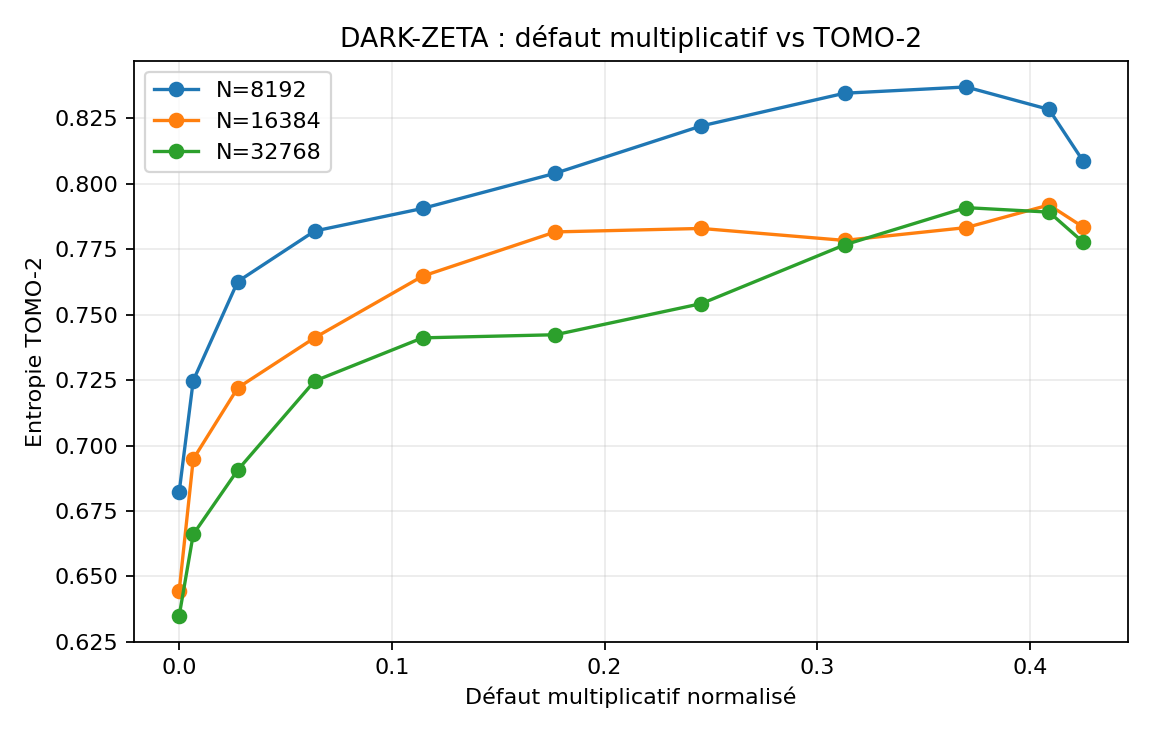 DARK-ZETA : défaut multiplicatif vs TOMO-2
N=8192
N=16384
N=32768
Entropie TOMO-2
0.825
0.800
0.775
0.750
0.725
0.700
0.675
0.650
0.625
0.0 0.1 0.2 0.3 0.4
Défaut multiplicatif normalisé